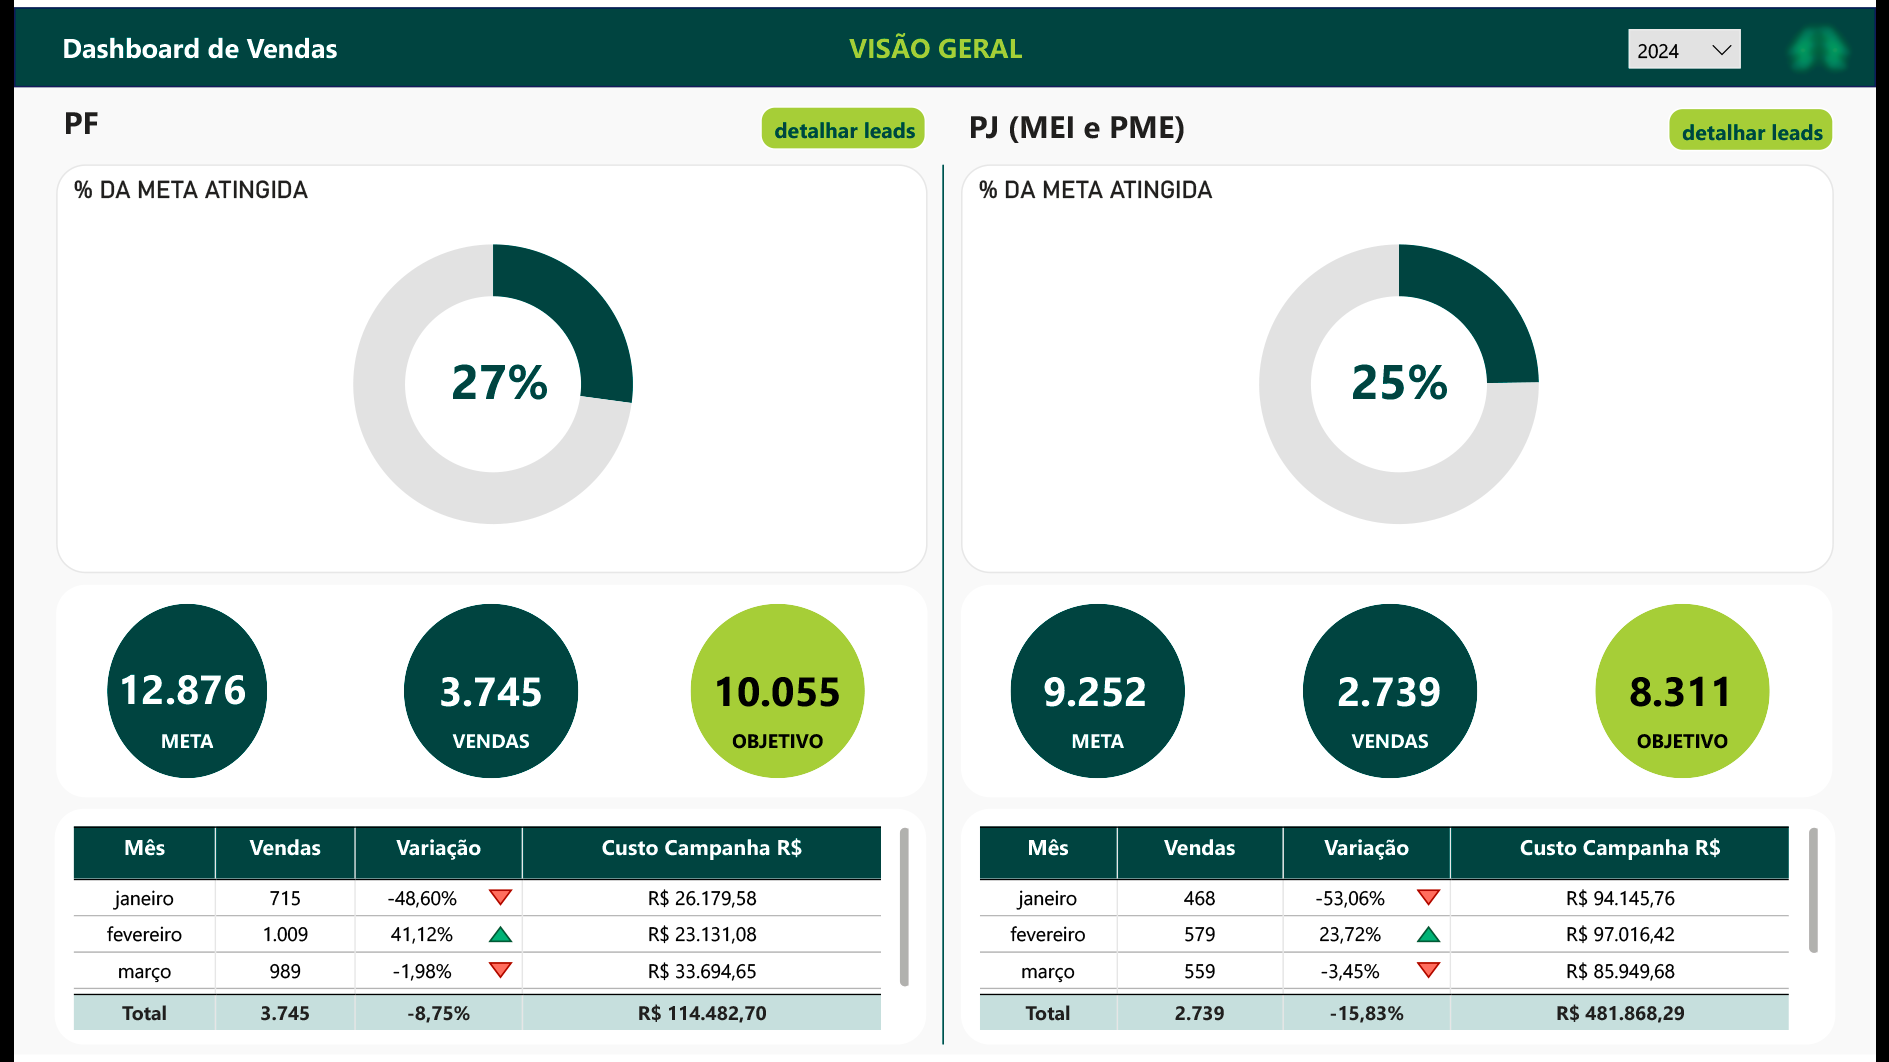 Dashboard de Vendas
VISÃO GERAL
2024
PF
detalhar leads
% DA META ATINGIDA
27%
12.876
META
3.745
VENDAS
10.055
OBJETIVO
Mês Vendas Variação Custo Campanha R$
janeiro 715 -48,60% R$ 26.179,58
fevereiro 1.009 41,12% R$ 23.131,08
março 989 -1,98% R$ 33.694,65
Total 3.745 -8,75% R$ 114.482,70
PJ (MEI e PME)
detalhar leads
% DA META ATINGIDA
25%
9.252
META
2.739
VENDAS
8.311
OBJETIVO
Mês Vendas Variação Custo Campanha R$
janeiro 468 -53,06% R$ 94.145,76
fevereiro 579 23,72% R$ 97.016,42
março 559 -3,45% R$ 85.949,68
Total 2.739 -15,83% R$ 481.868,29